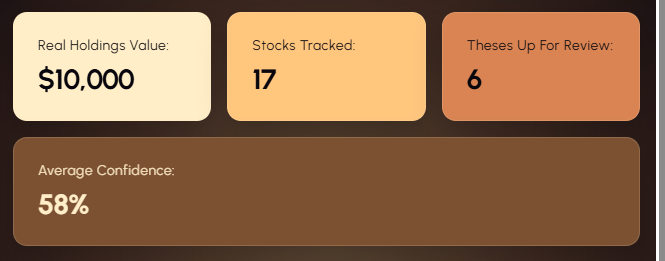 Real Holdings Value:
$10,000
Stocks Tracked:
17
Theses Up For Review:
6
Average Confidence:
58%